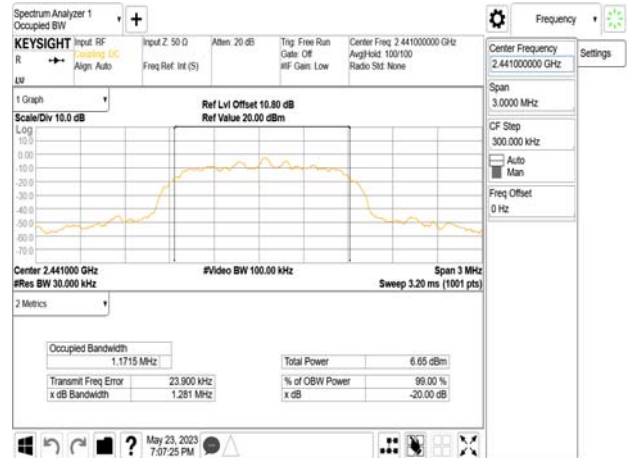 Spectrum Analyzer 1
Occupied BW
Frequency
KEYSIGHT Input: RF
R Coupling: DC
Align: Auto
LVI
Input Z: 50 Ω
Freq Ref: Int (S)
Atten: 20 dB
Trig: Free Run
Gate: Off
#IF Gain: Low
Center Freq: 2.441000000 GHz
Avg|Hold: 100/100
Radio Std: None
Center Frequency
2.441000000 GHz
Settings
Span
3.0000 MHz
CF Step
300.000 kHz
Auto
Man
Freq Offset
0 Hz
1 Graph
Ref Lvl Offset 10.80 dB
Scale/Div 10.0 dB
Ref Value 20.00 dBm
Log
10.0
0.00
-10.0
-20.0
-30.0
-40.0
-50.0
-60.0
-70.0
Center 2.441000 GHz
#Video BW 100.00 kHz
Span 3 MHz
#Res BW 30.000 kHz
Sweep 3.20 ms (1001 pts)
2 Metrics
Occupied Bandwidth
1.1715 MHz
Total Power 6.65 dBm
Transmit Freq Error 23.900 kHz
% of OBW Power 99.00 %
x dB Bandwidth 1.281 MHz
x dB -20.00 dB
?
May 23, 2023
7:07:25 PM